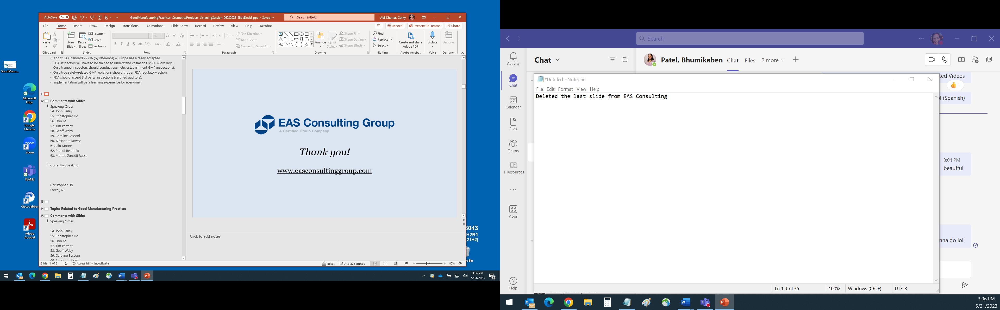 AutoSave On
GoodManufacturingPractices-CosmeticsProducts-ListeningSession-06032023-SlideDeck3.pptx • Saved
Search (Alt+Q)
Abi-Khattar, Cathy
File Home Insert Draw Design Transitions Animations Slide Show Record Review View Help Acrobat
Record Present in Teams Share
Paste
New Slide
Reuse Slides
Layout
Reset
Section
18
B I U S ab AV Aa A
Text Direction
Align Text
Convert to SmartArt
Arrange
Quick Styles
Shape Fill
Shape Outline
Shape Effects
Find
Replace
Select
Create and Share Adobe PDF
Dictate
Designer
Clipboard Slides Font Paragraph Drawing Editing Adobe Acrobat Voice Designer
• Adopt ISO Standard 22716 (by reference) – Europe has already accepted.
• FDA inspectors will have to be trained to understand cosmetic GMPs. (Corollary -
Only trained inspectors should conduct cosmetic establishment GMP inspections).
• Only true safety-related GMP violations should trigger FDA regulatory action.
• FDA should accept 3rd party inspections (certified auditors).
• Implementation will be a learning experience for everyone.
11
12 Comments with Slides
1 Speaking Order
54. John Bailey
55. Christopher Ho
56. Don Ye
57. Tim Parrent
58. Geoff Waby
59. Caroline Bassoni
60. Alexandra Kowcz
61. Iain Moore
62. Brandi Reinbold
63. Matteo Zanotti Russo
2 Currently Speaking
Christopher Ho
Loreal, NJ
13
14 Topics Related to Good Manufacturing Practices
15 Comments with Slides
1 Speaking Order
54. John Bailey
55. Christopher Ho
56. Don Ye
57. Tim Parrent
58. Geoff Waby
59. Caroline Bassoni
60. Alexandra Kowcz
EAS Consulting Group
A Certified Group Company
Thank you!
www.easconsultinggroup.com
Click to add notes
Slide 11 of 61
Accessibility: Investigate
Notes
Display Settings
80%
GoodManu...
Microsoft Edge
Google Chrome
zoom
Zoom
TEAMS
Cisco Jabber
Adobe Acrobat
6043
H2R1
(21H2)
e Bin
3:06 PM
5/31/2023
22
Search
Activity
Chat
Calendar
Files
Teams
IT Resources
Apps
Help
Chat
Patel, Bhumikaben Chat Files 2 more
ted Videos
1
l (Spanish)
3:04 PM
beaufful
nna do lol
*Untitled - Notepad
File Edit Format View Help
Deleted the last slide from EAS Consulting
Ln 1, Col 35
100%
Windows (CRLF)
UTF-8
3:06 PM
5/31/2023